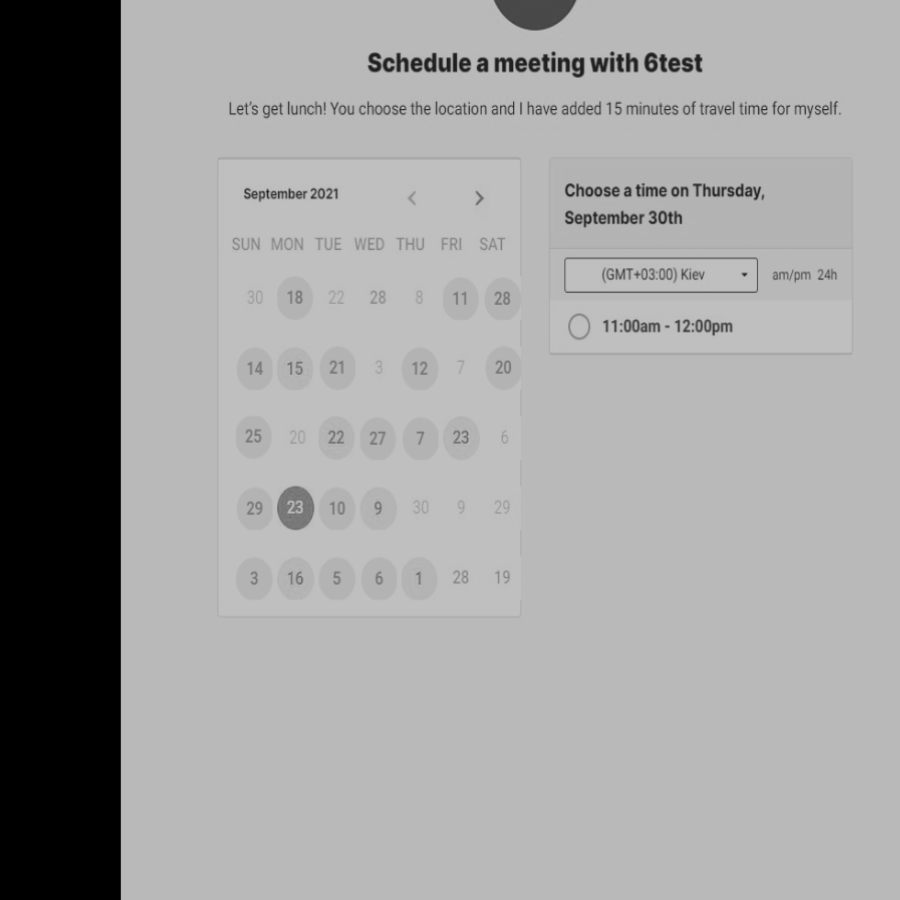 Schedule a meeting with 6test
Let's get lunch! You choose the location and I have added 15 minutes of travel time for myself.
September 2021
SUN MON TUE WED THU FRI SAT
30 18 22 28 8 11 28
14 15 21 3 12 7 20
25 20 22 27 7 23 6
29 23 10 9 30 9 29
3 16 5 6 1 28 19
Choose a time on Thursday,
September 30th
(GMT+03:00) Kiev am/pm 24h
11:00am - 12:00pm